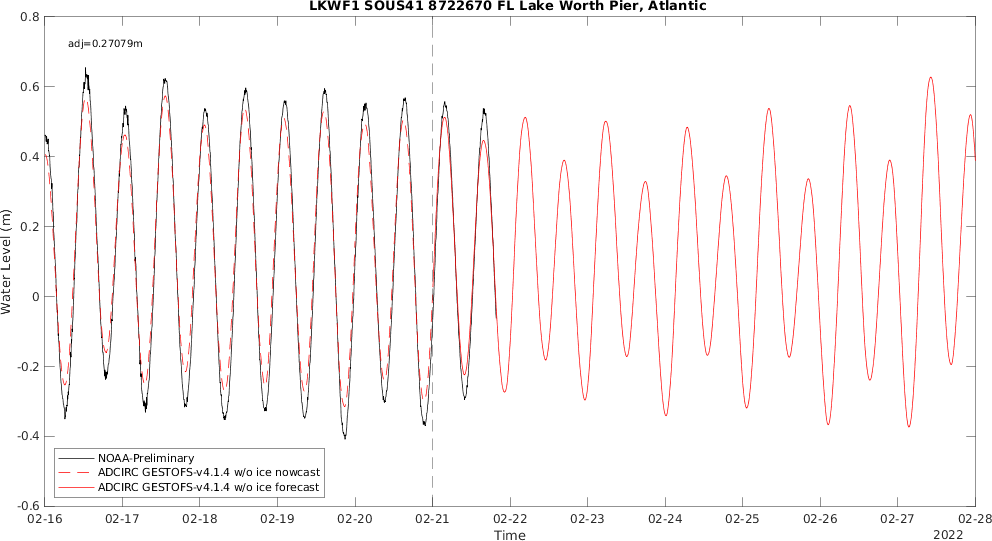 LKWF1 SOUS41 8722670 FL Lake Worth Pier, Atlantic
0.8
adj=0.27079m
0.6
0.4
0.2
Water Level (m)
0
-0.2
-0.4
NOAA-Preliminary
ADCIRC GESTOFS-v4.1.4 w/o ice nowcast
ADCIRC GESTOFS-v4.1.4 w/o ice forecast
-0.6
02-16 02-17 02-18 02-19 02-20 02-21 02-22 02-23 02-24 02-25 02-26 02-27 02-28
Time
2022